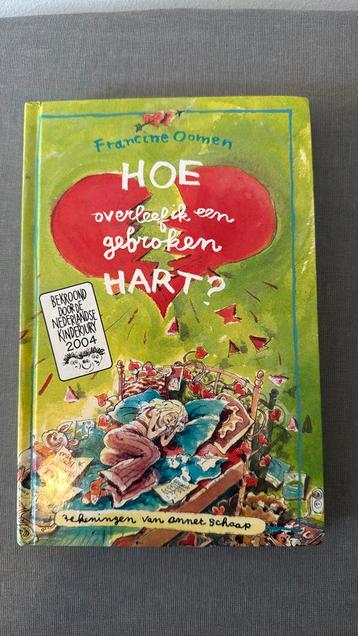 Francine Oomen
HOE
overleef ik een
gebroken
HART?
BEKROOND
DOOR DE
NEDERLANDSE
KINDERJURY
2004
tekeningen van annet schaap